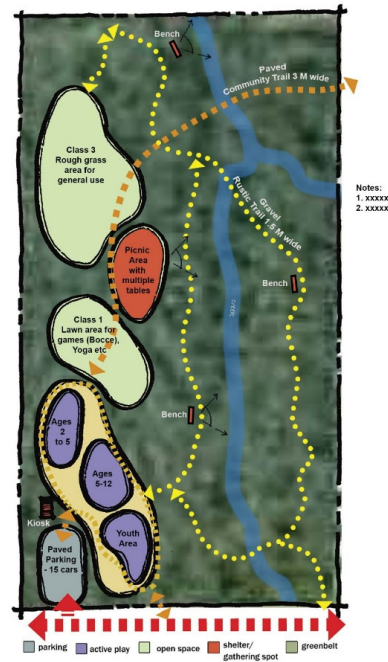 Bench
Paved
Community Trail 3 M wide
Class 3
Rough grass
area for
general use
Notes:
1. xxxxx
2. xxxxx
Gravel
Rustic Trail 1.5 M wide
Picnic
Area with
multiple
tables
Bench
Class 1
Lawn area for
games (Bocce),
Yoga etc
Ages
2
to 5
Bench
Ages
5-12
Kiosk
Youth
Area
Paved
Parking
- 15 cars
parking
active play
open space
shelter/
gathering spot
greenbelt